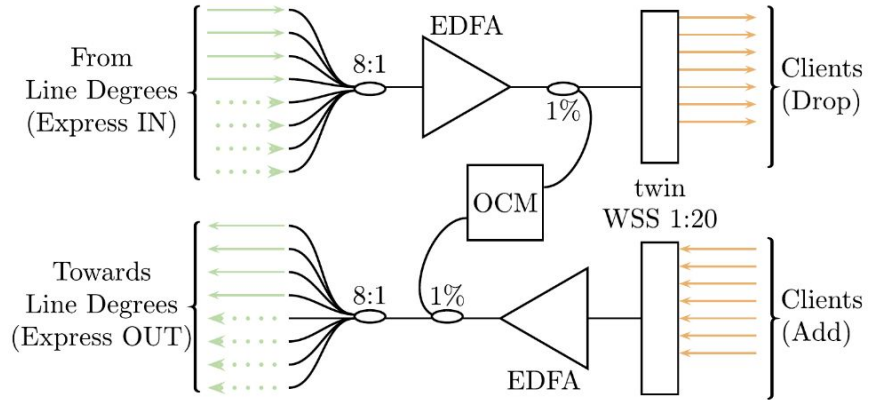 From
Line Degrees
(Express IN)
8:1
EDFA
1%
Clients
(Drop)
OCM
twin
WSS 1:20
Towards
Line Degrees
(Express OUT)
8:1
1%
EDFA
Clients
(Add)